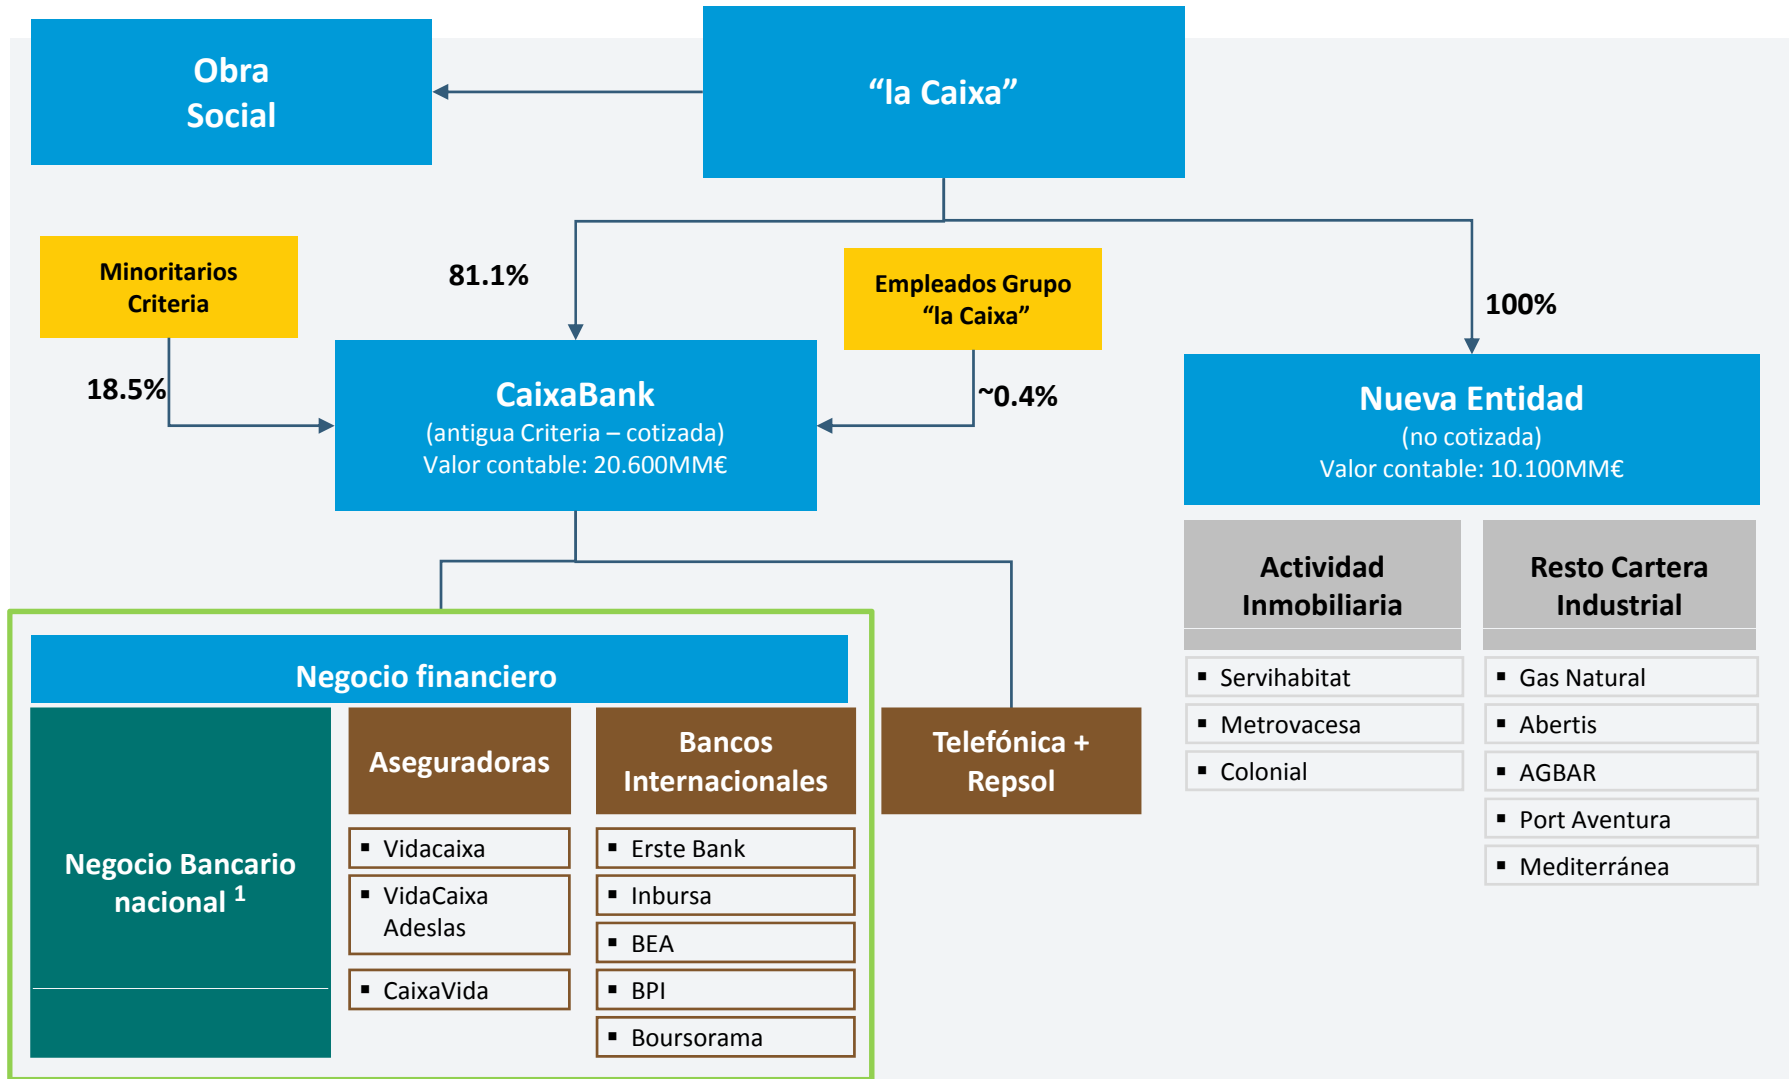 Obra
Social
“la Caixa”
Minoritarios
Criteria
81.1%
Empleados Grupo
“la Caixa”
100%
18.5%
CaixaBank
(antigua Criteria – cotizada)
Valor contable: 20.600MM€
~0.4%
Nueva Entidad
(no cotizada)
Valor contable: 10.100MM€
Actividad
Inmobiliaria
▪ Servihabitat
▪ Metrovacesa
▪ Colonial
Resto Cartera
Industrial
▪ Gas Natural
▪ Abertis
▪ AGBAR
▪ Port Aventura
▪ Mediterránea
Negocio financiero
Negocio Bancario
nacional 1
Aseguradoras
▪ Vidacaixa
▪ VidaCaixa
Adeslas
▪ CaixaVida
Bancos
Internacionales
▪ Erste Bank
▪ Inbursa
▪ BEA
▪ BPI
▪ Boursorama
Telefónica +
Repsol